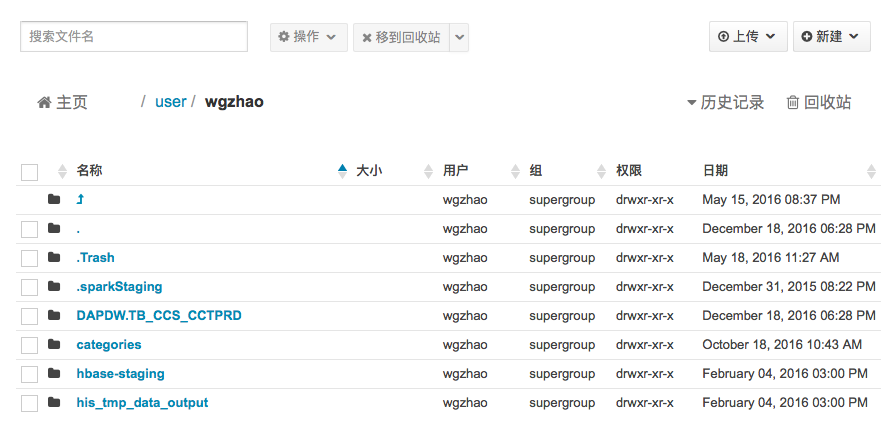 搜索文件名 操作 移到回收站 上传 新建
主页 / user / wgzhao 历史记录 回收站
名称 大小 用户 组 权限 日期
wgzhao supergroup drwxr-xr-x May 15, 2016 08:37 PM
. wgzhao supergroup drwxr-xr-x December 18, 2016 06:28 PM
.Trash wgzhao supergroup drwxr-xr-x May 18, 2016 11:27 AM
.sparkStaging wgzhao supergroup drwxr-xr-x December 31, 2015 08:22 PM
DAPDW.TB_CCS_CCTPRD wgzhao supergroup drwxr-xr-x December 18, 2016 06:28 PM
categories wgzhao supergroup drwxr-xr-x October 18, 2016 10:43 AM
hbase-staging wgzhao supergroup drwxr-xr-x February 04, 2016 03:00 PM
his_tmp_data_output wgzhao supergroup drwxr-xr-x February 04, 2016 03:00 PM